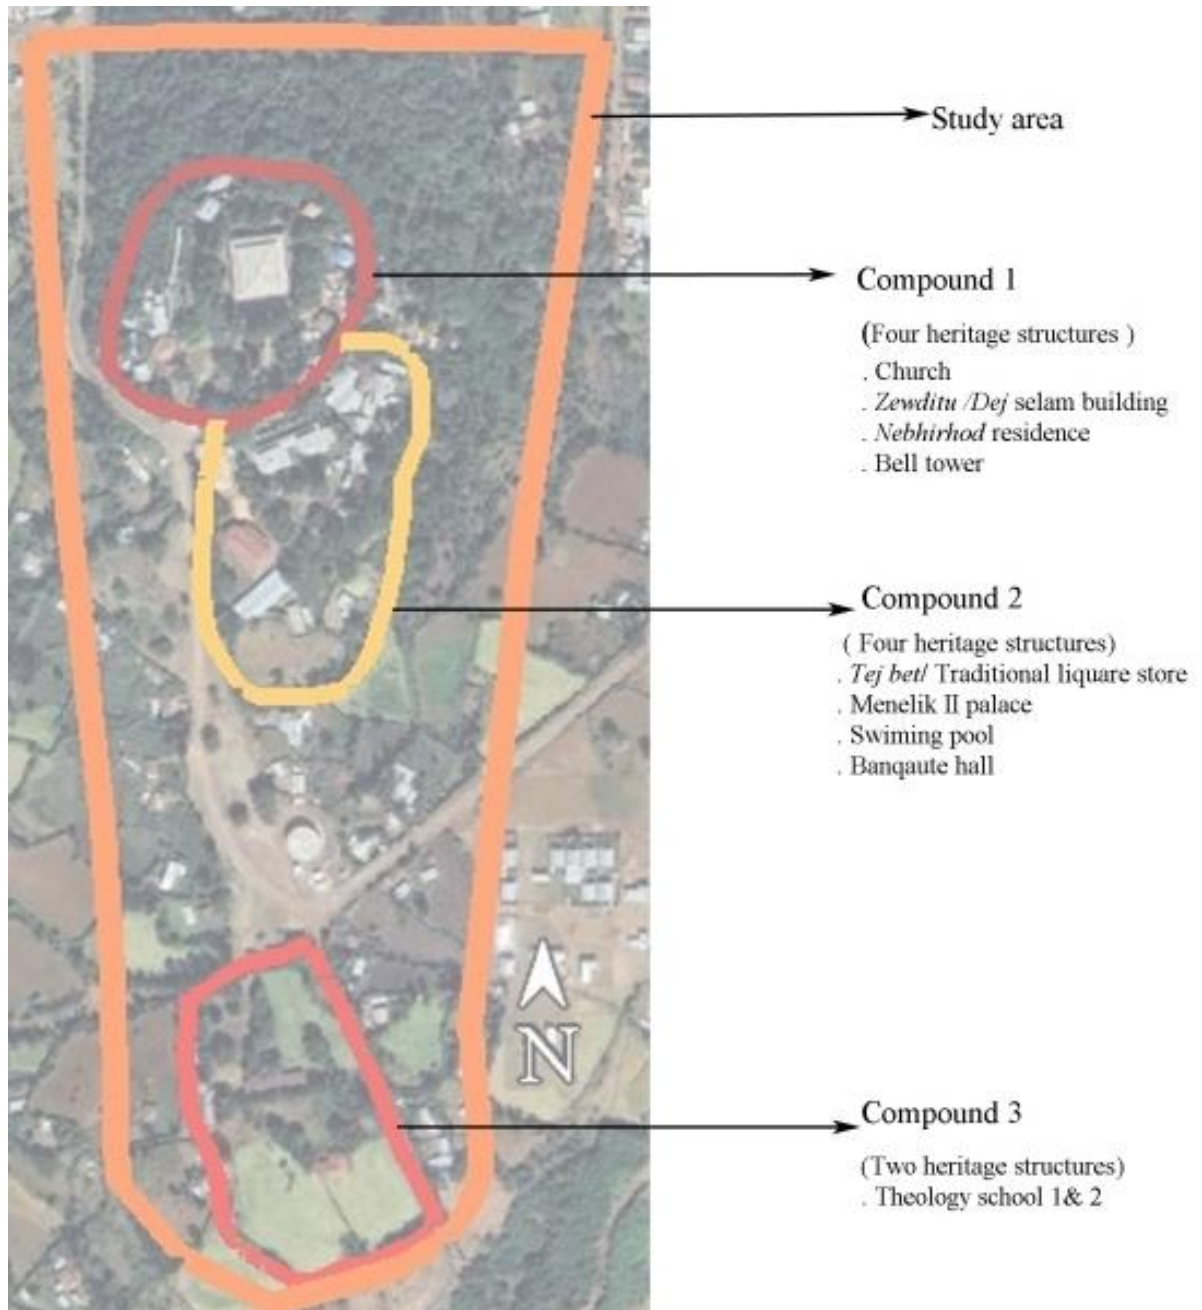 Study area
Compound 1
(Four heritage structures )
. Church
. Zewditu /Dej selam building
. Nebhirhod residence
. Bell tower
Compound 2
( Four heritage structures)
. Tej bet/ Traditional liquare store
. Menelik II palace
. Swiming pool
. Banqaute hall
N
Compound 3
(Two heritage structures)
. Theology school 1& 2